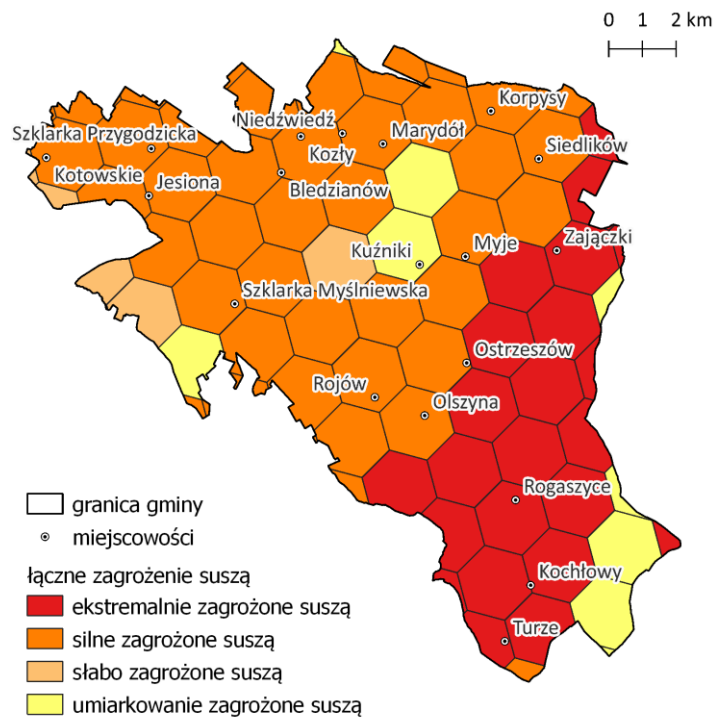 0 1 2 km
Korpysy
Niedźwiedź
Szklarka Przygodzicka
Marydół
Siedlików
Kozły
Kotowskie
Jesiona
Bledzianów
Zajączki
Myje
Kuźniki
Szklarka Myślniewska
Ostrzeszów
Rojów
Olszyna
Rogaszyce
Kochłowy
Turze
granica gminy
miejscowości
łączne zagrożenie suszą
ekstremalnie zagrożone suszą
silne zagrożone suszą
słabo zagrożone suszą
umiarkowanie zagrożone suszą